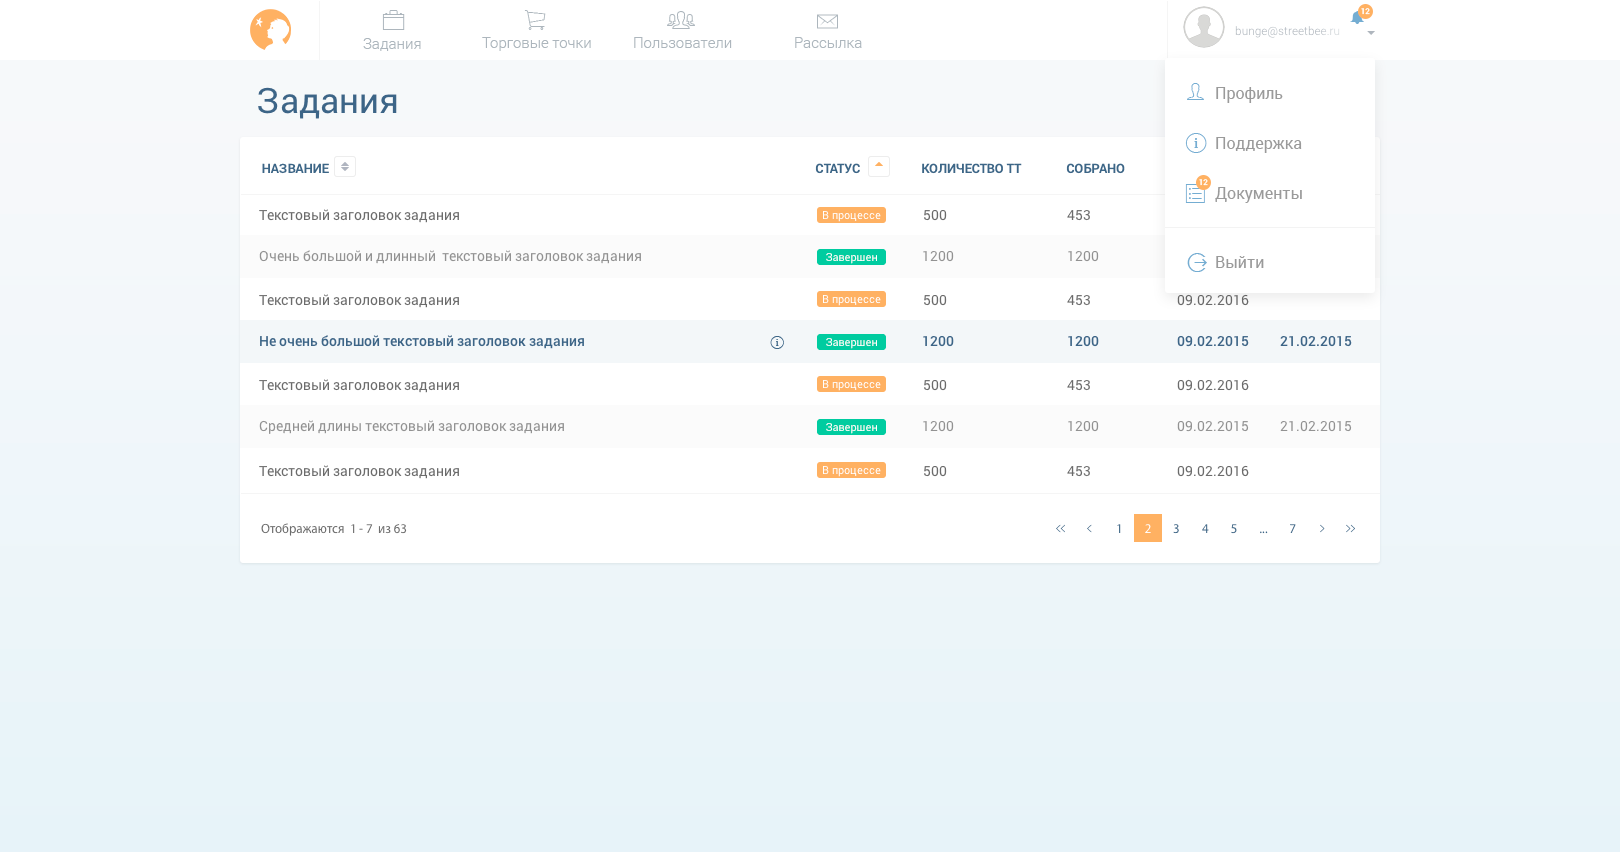 Задания Торговые точки Пользователи Рассылка bunge@streetbee.ru 12
Задания
Профиль
Поддержка
12 Документы
Выйти
НАЗВАНИЕ СТАТУС КОЛИЧЕСТВО ТТ СОБРАНО
Текстовый заголовок задания В процессе 500 453
Очень большой и длинный текстовый заголовок задания Завершен 1200 1200
Текстовый заголовок задания В процессе 500 453 09.02.2016
Не очень большой текстовый заголовок задания Завершен 1200 1200 09.02.2015 21.02.2015
Текстовый заголовок задания В процессе 500 453 09.02.2016
Средней длины текстовый заголовок задания Завершен 1200 1200 09.02.2015 21.02.2015
Текстовый заголовок задания В процессе 500 453 09.02.2016
Отображаются 1 - 7 из 63 << < 1 2 3 4 5 ... 7 > >>